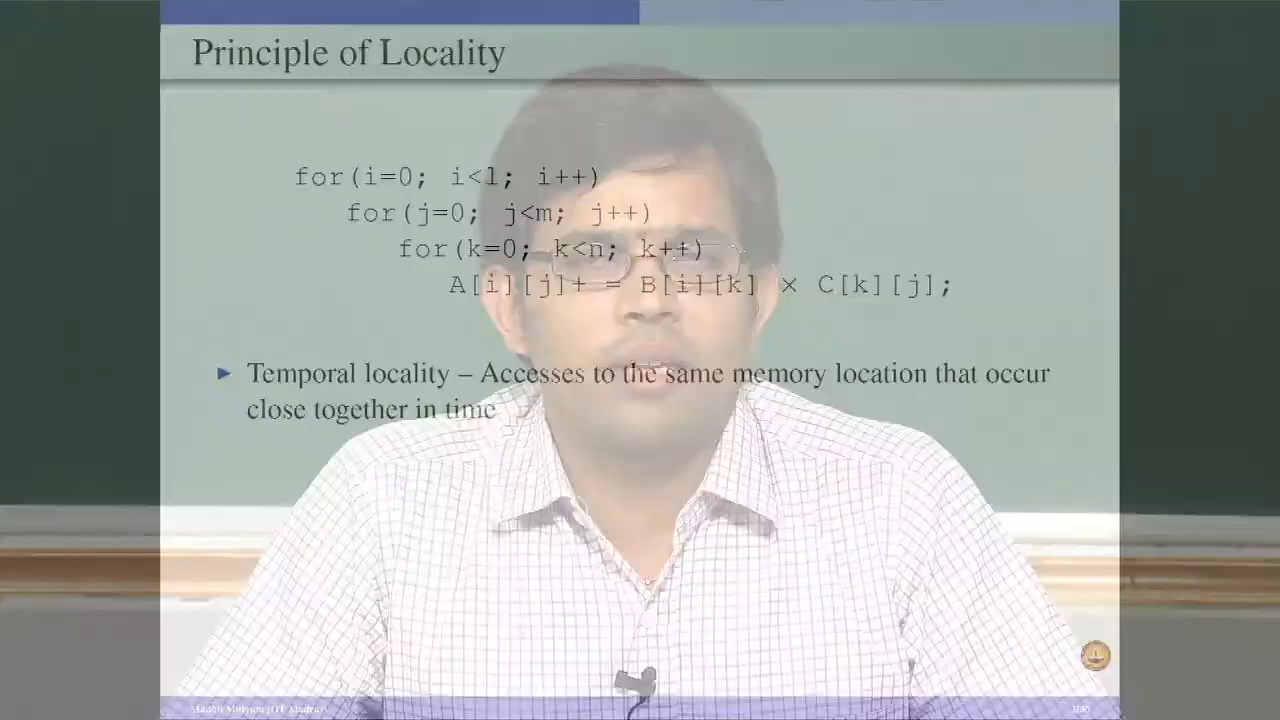 Principle of Locality
for(i=0; i<l; i++)
for(j=0; j<m; j++)
for(k=0; k<n; k++)
A[i][j]+ = B[i][k] × C[k][j];
▶ Temporal locality – Accesses to the same memory location that occur
close together in time